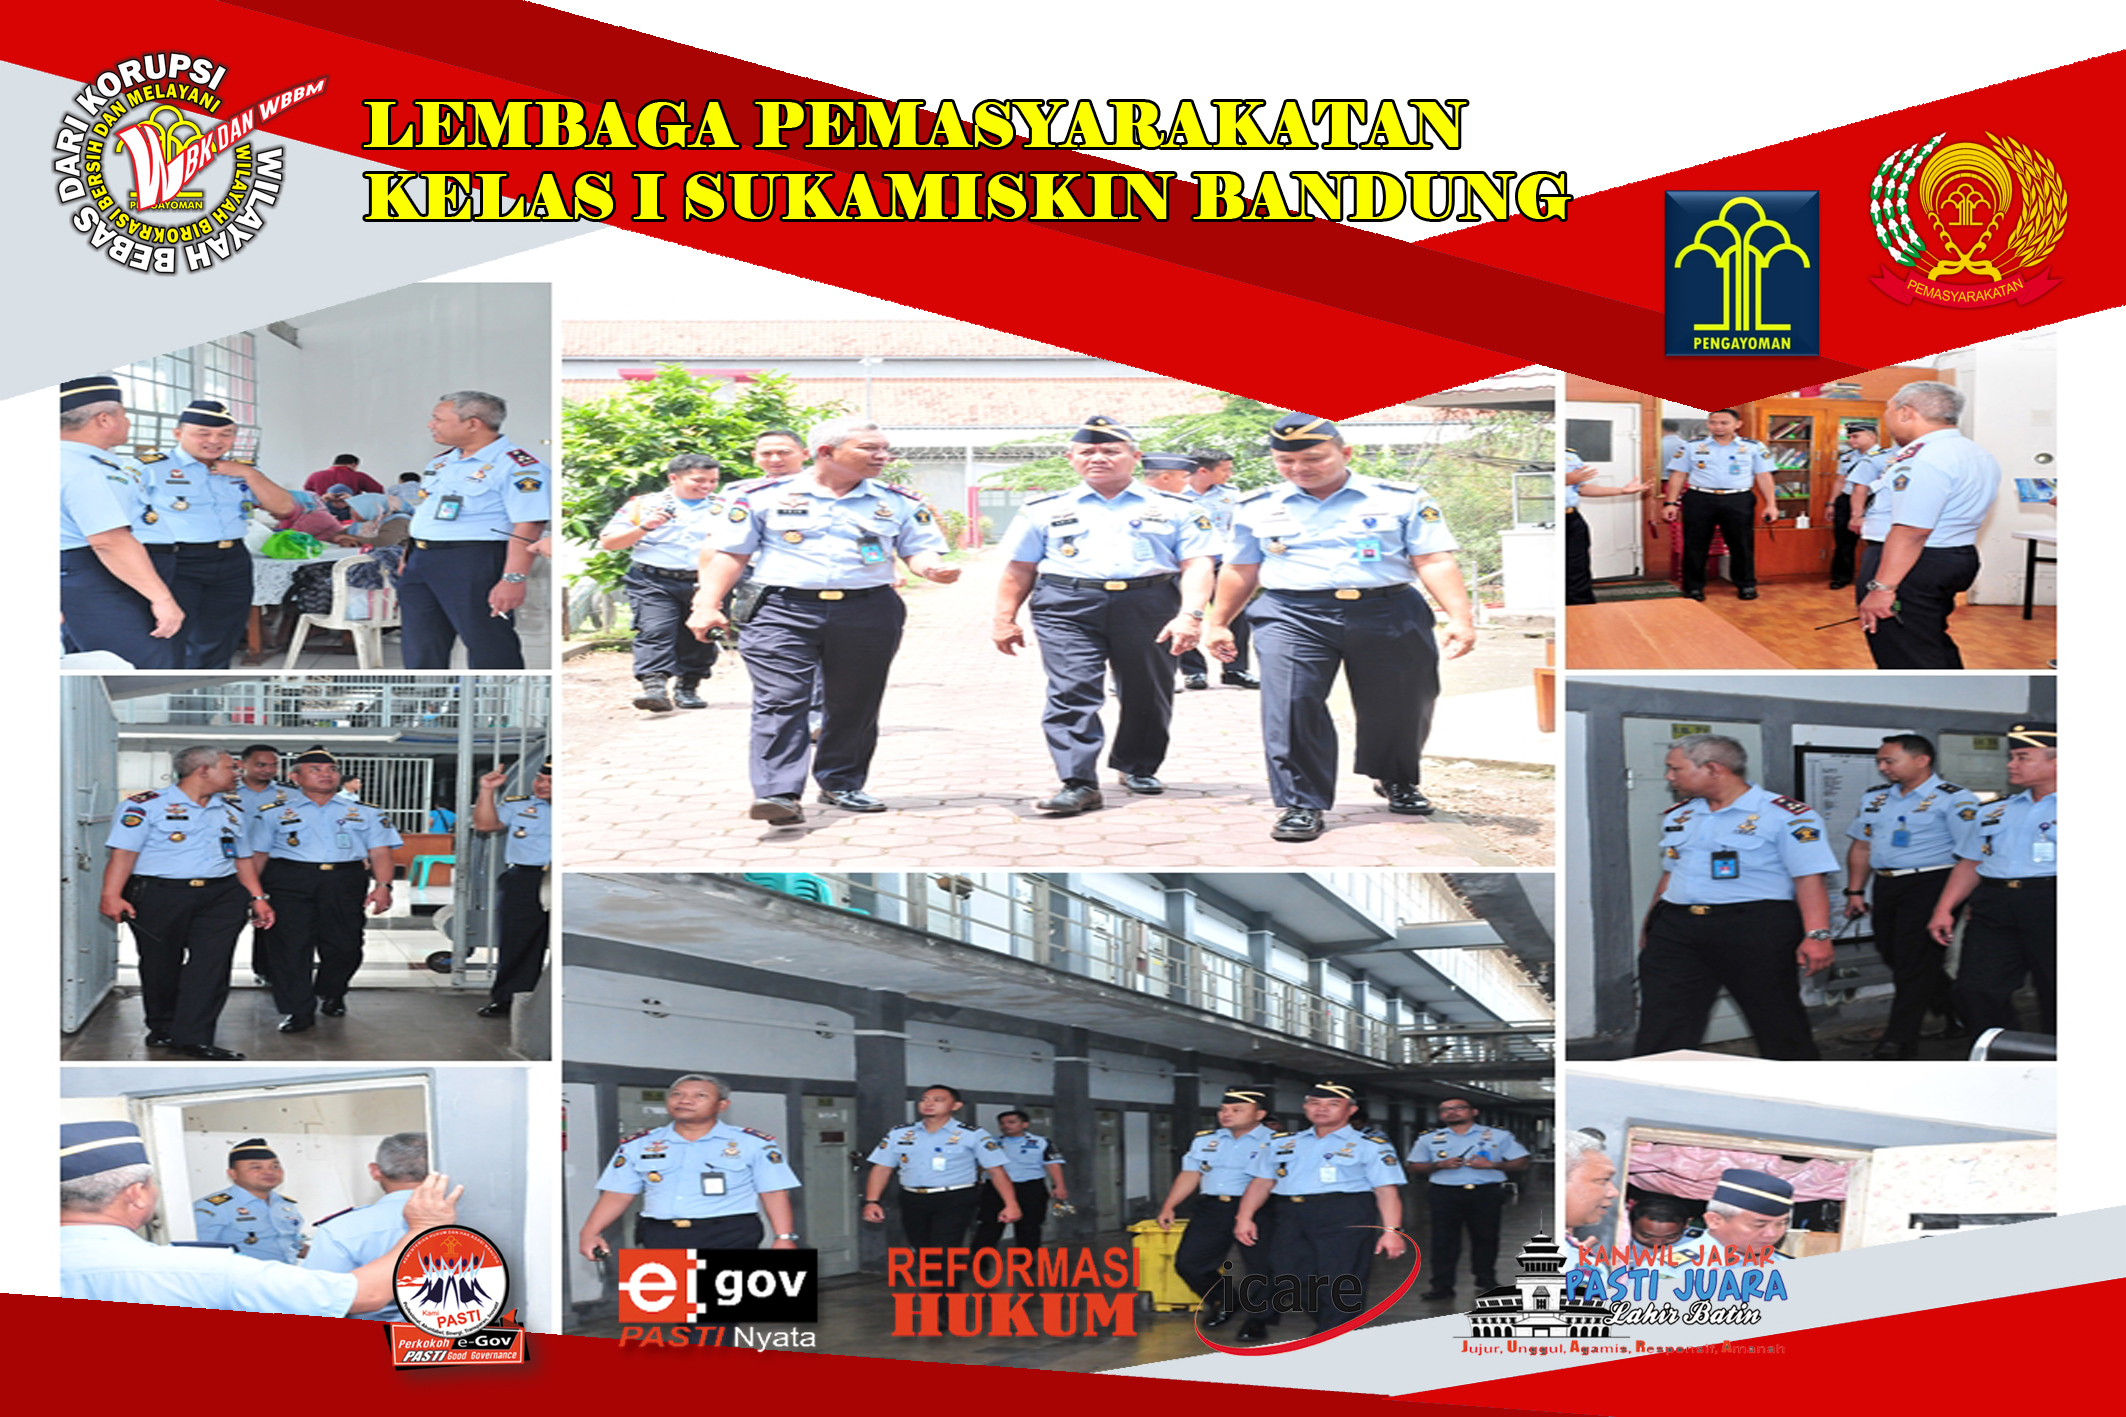 LEMBAGA PEMASYARAKATAN
KELAS I SUKAMISKIN BANDUNG
WILAYAH BEBAS DARI KORUPSI
WILAYAH BIROKRASI BERSIH DAN MELAYANI
WBK DAN WBBM
PENGAYOMAN
PEMASYARAKATAN
Kami
PASTI
Perkokoh e-Gov
PASTI Good Governance
e-gov
PASTI Nyata
REFORMASI
HUKUM
icare
KANWIL JABAR
PASTI JUARA
Lahir Batin
Jujur, Unggul, Agamis, Responsif, Amanah